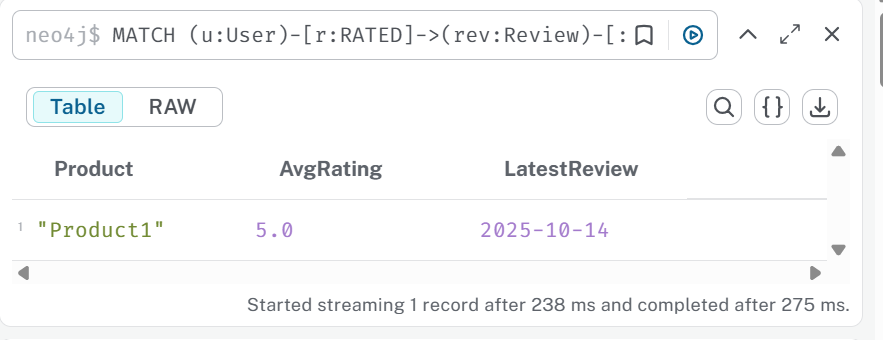 neo4j$ MATCH (u:User)-[r:RATED]->(rev:Review)-[:
Table RAW
Product AvgRating LatestReview
1 "Product1" 5.0 2025-10-14
Started streaming 1 record after 238 ms and completed after 275 ms.